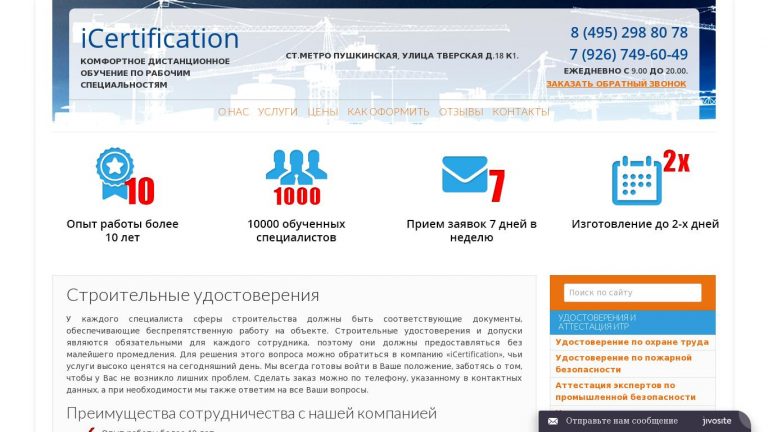 iCertification
КОМФОРТНОЕ ДИСТАНЦИОННОЕ
ОБУЧЕНИЕ ПО РАБОЧИМ
СПЕЦИАЛЬНОСТЯМ
СТ.МЕТРО ПУШКИНСКАЯ, УЛИЦА ТВЕРСКАЯ Д.18 К1.
8 (495) 298 80 78
7 (926) 749-60-49
ЕЖЕДНЕВНО С 9.00 ДО 20.00.
ЗАКАЗАТЬ ОБРАТНЫЙ ЗВОНОК
О НАС УСЛУГИ ЦЕНЫ КАК ОФОРМИТЬ ОТЗЫВЫ КОНТАКТЫ
10
Опыт работы более
10 лет
1000
10000 обученных
специалистов
7
Прием заявок 7 дней в
неделю
2x
Изготовление до 2-х дней
Строительные удостоверения
У каждого специалиста сферы строительства должны быть соответствующие документы,
обеспечивающие беспрепятственную работу на объекте. Строительные удостоверения и допуски
являются обязательными для каждого сотрудника, поэтому они должны предоставляться без
малейшего промедления. Для решения этого вопроса можно обратиться в компанию «iCertification», чьи
услуги высоко ценятся на сегодняшний день. Мы всегда готовы войти в Ваше положение, заботясь о том,
чтобы у Вас не возникло лишних проблем. Сделать заказ можно по телефону, указанному в контактных
данных, а при необходимости мы также ответим на все Ваши вопросы.
Преимущества сотрудничества с нашей компанией
Опыт работы более 10 лет
Поиск по сайту
УДОСТОВЕРЕНИЯ И
АТТЕСТАЦИЯ ИТР
Удостоверение по охране труда
Удостоверение по пожарной
безопасности
Аттестация экспертов по
промышленной безопасности
Отправьте нам сообщение
jivosite